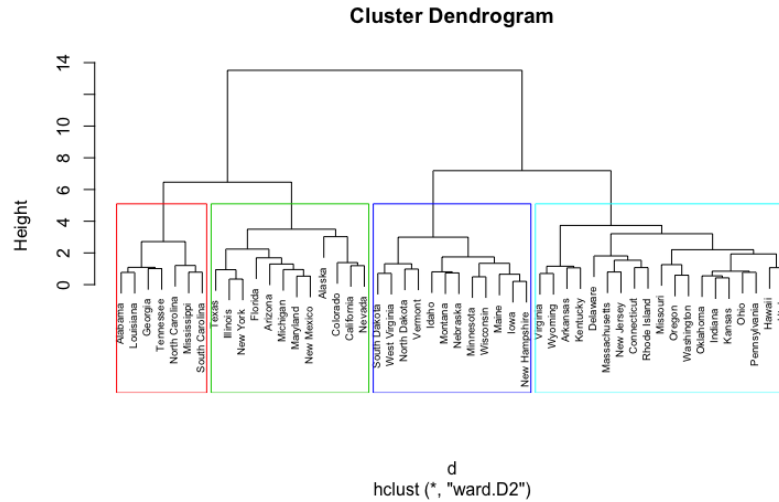 Cluster Dendrogram
Height
14
10
8
6
4
2
0
Alabama
Louisiana
Georgia
Tennessee
North Carolina
Mississippi
South Carolina
Texas
Illinois
New York
Florida
Arizona
Michigan
Maryland
New Mexico
Alaska
Colorado
California
Nevada
South Dakota
West Virginia
North Dakota
Vermont
Idaho
Montana
Nebraska
Minnesota
Wisconsin
Maine
Iowa
New Hampshire
Virginia
Wyoming
Arkansas
Kentucky
Delaware
Massachusetts
New Jersey
Connecticut
Rhode Island
Missouri
Oregon
Washington
Oklahoma
Indiana
Kansas
Ohio
Pennsylvania
Hawaii
d
hclust (*, "ward.D2")